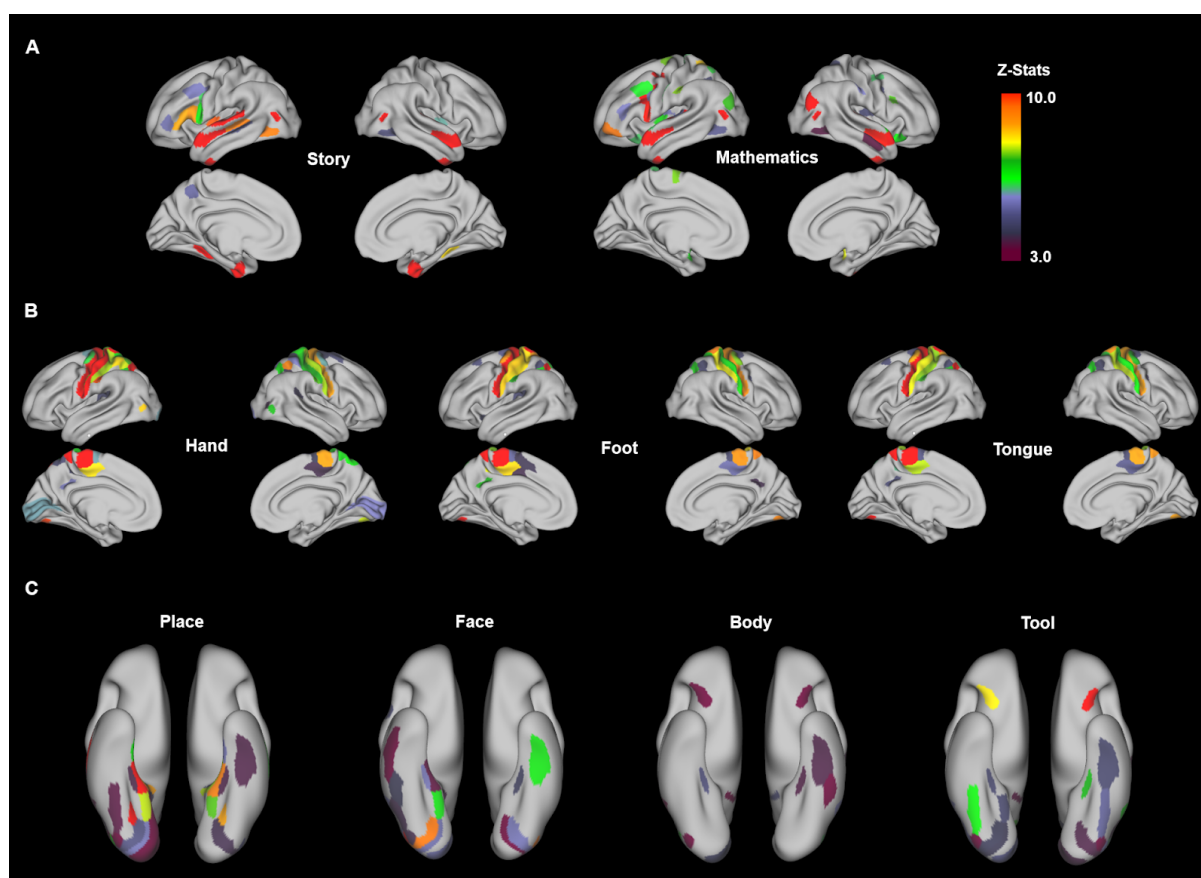 A
Z-Stats
10.0
Story
Mathematics
3.0
B
Hand
Foot
Tongue
C
Place
Face
Body
Tool